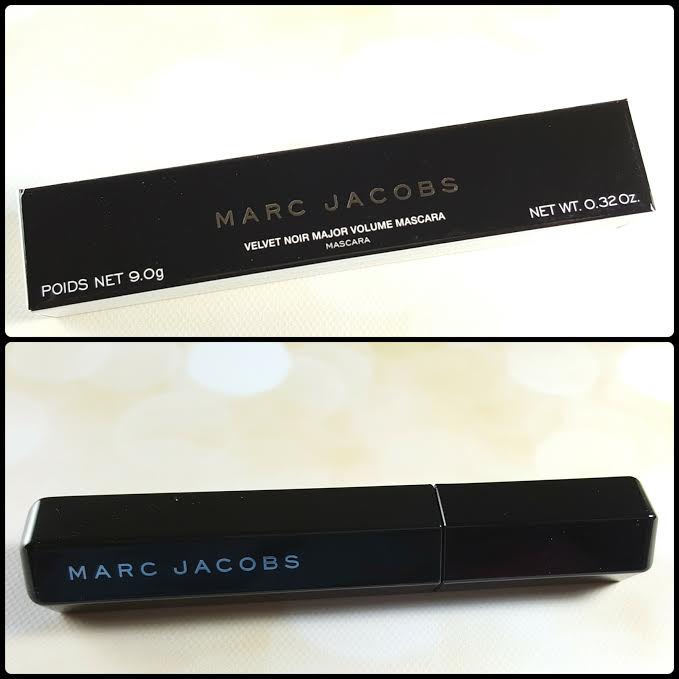 MARC JACOBS
VELVET NOIR MAJOR VOLUME MASCARA
MASCARA
POIDS NET 9.0g
NET WT. 0.32 Oz.
MARC JACOBS